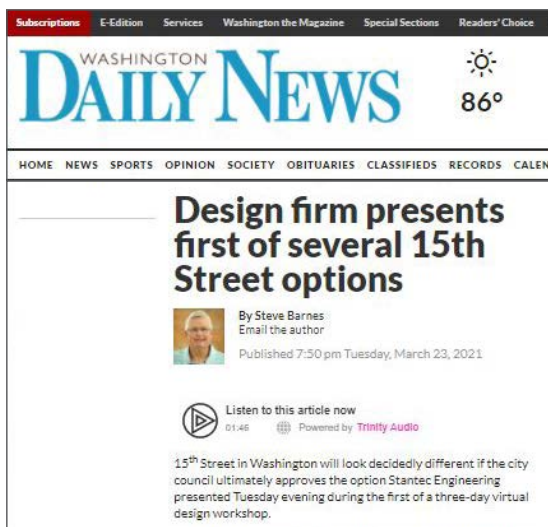 Subscriptions E-Edition Services Washington the Magazine Special Sections Readers' Choice
WASHINGTON
DAILY NEWS
86°
HOME NEWS SPORTS OPINION SOCIETY OBITUARIES CLASSIFIEDS RECORDS CALEN
Design firm presents
first of several 15th
Street options
By Steve Barnes
Email the author
Published 7:50 pm Tuesday, March 23, 2021
Listen to this article now
01:46 Powered by Trinity Audio
15th Street in Washington will look decidedly different if the city
council ultimately approves the option Stantec Engineering
presented Tuesday evening during the first of a three-day virtual
design workshop.